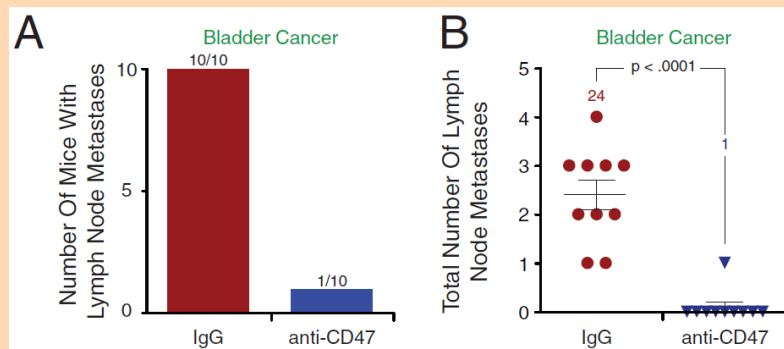 A
Bladder Cancer
Number Of Mice With
Lymph Node Metastases
10
5
0
10/10
1/10
IgG
anti-CD47
B
Bladder Cancer
Total Number Of Lymph
Node Metastases
5
4
3
2
1
0
p < .0001
24
1
IgG
anti-CD47